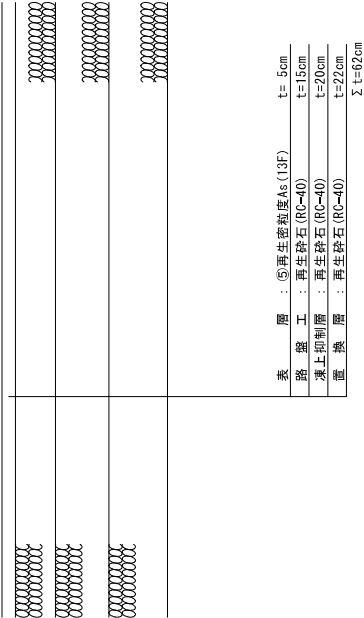 表　　層 : ⑤再生密粒度As(13F) t= 5cm
路 盤 工 : 再生砕石(RC-40) t=15cm
凍上抑制層 : 再生砕石(RC-40) t=20cm
置 換 層 : 再生砕石(RC-40) t=22cm
Σt=62cm